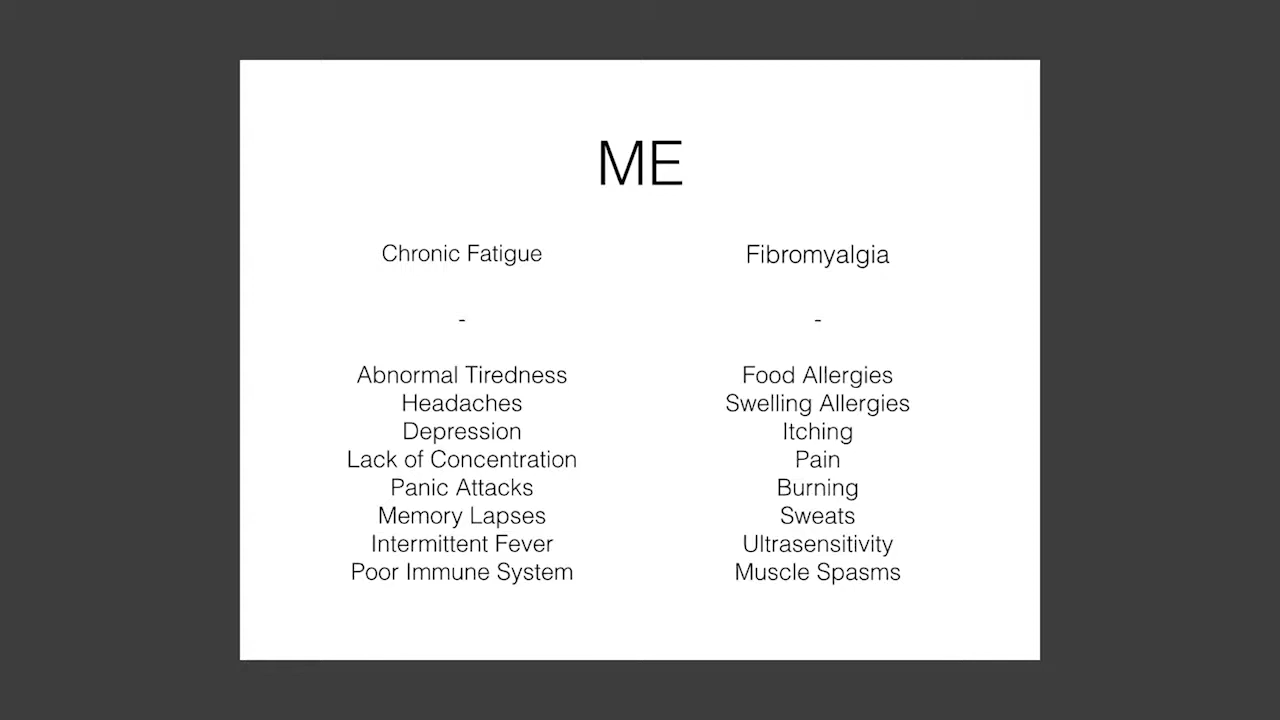 ME
Chronic Fatigue
-
Abnormal Tiredness
Headaches
Depression
Lack of Concentration
Panic Attacks
Memory Lapses
Intermittent Fever
Poor Immune System
Fibromyalgia
-
Food Allergies
Swelling Allergies
Itching
Pain
Burning
Sweats
Ultrasensitivity
Muscle Spasms